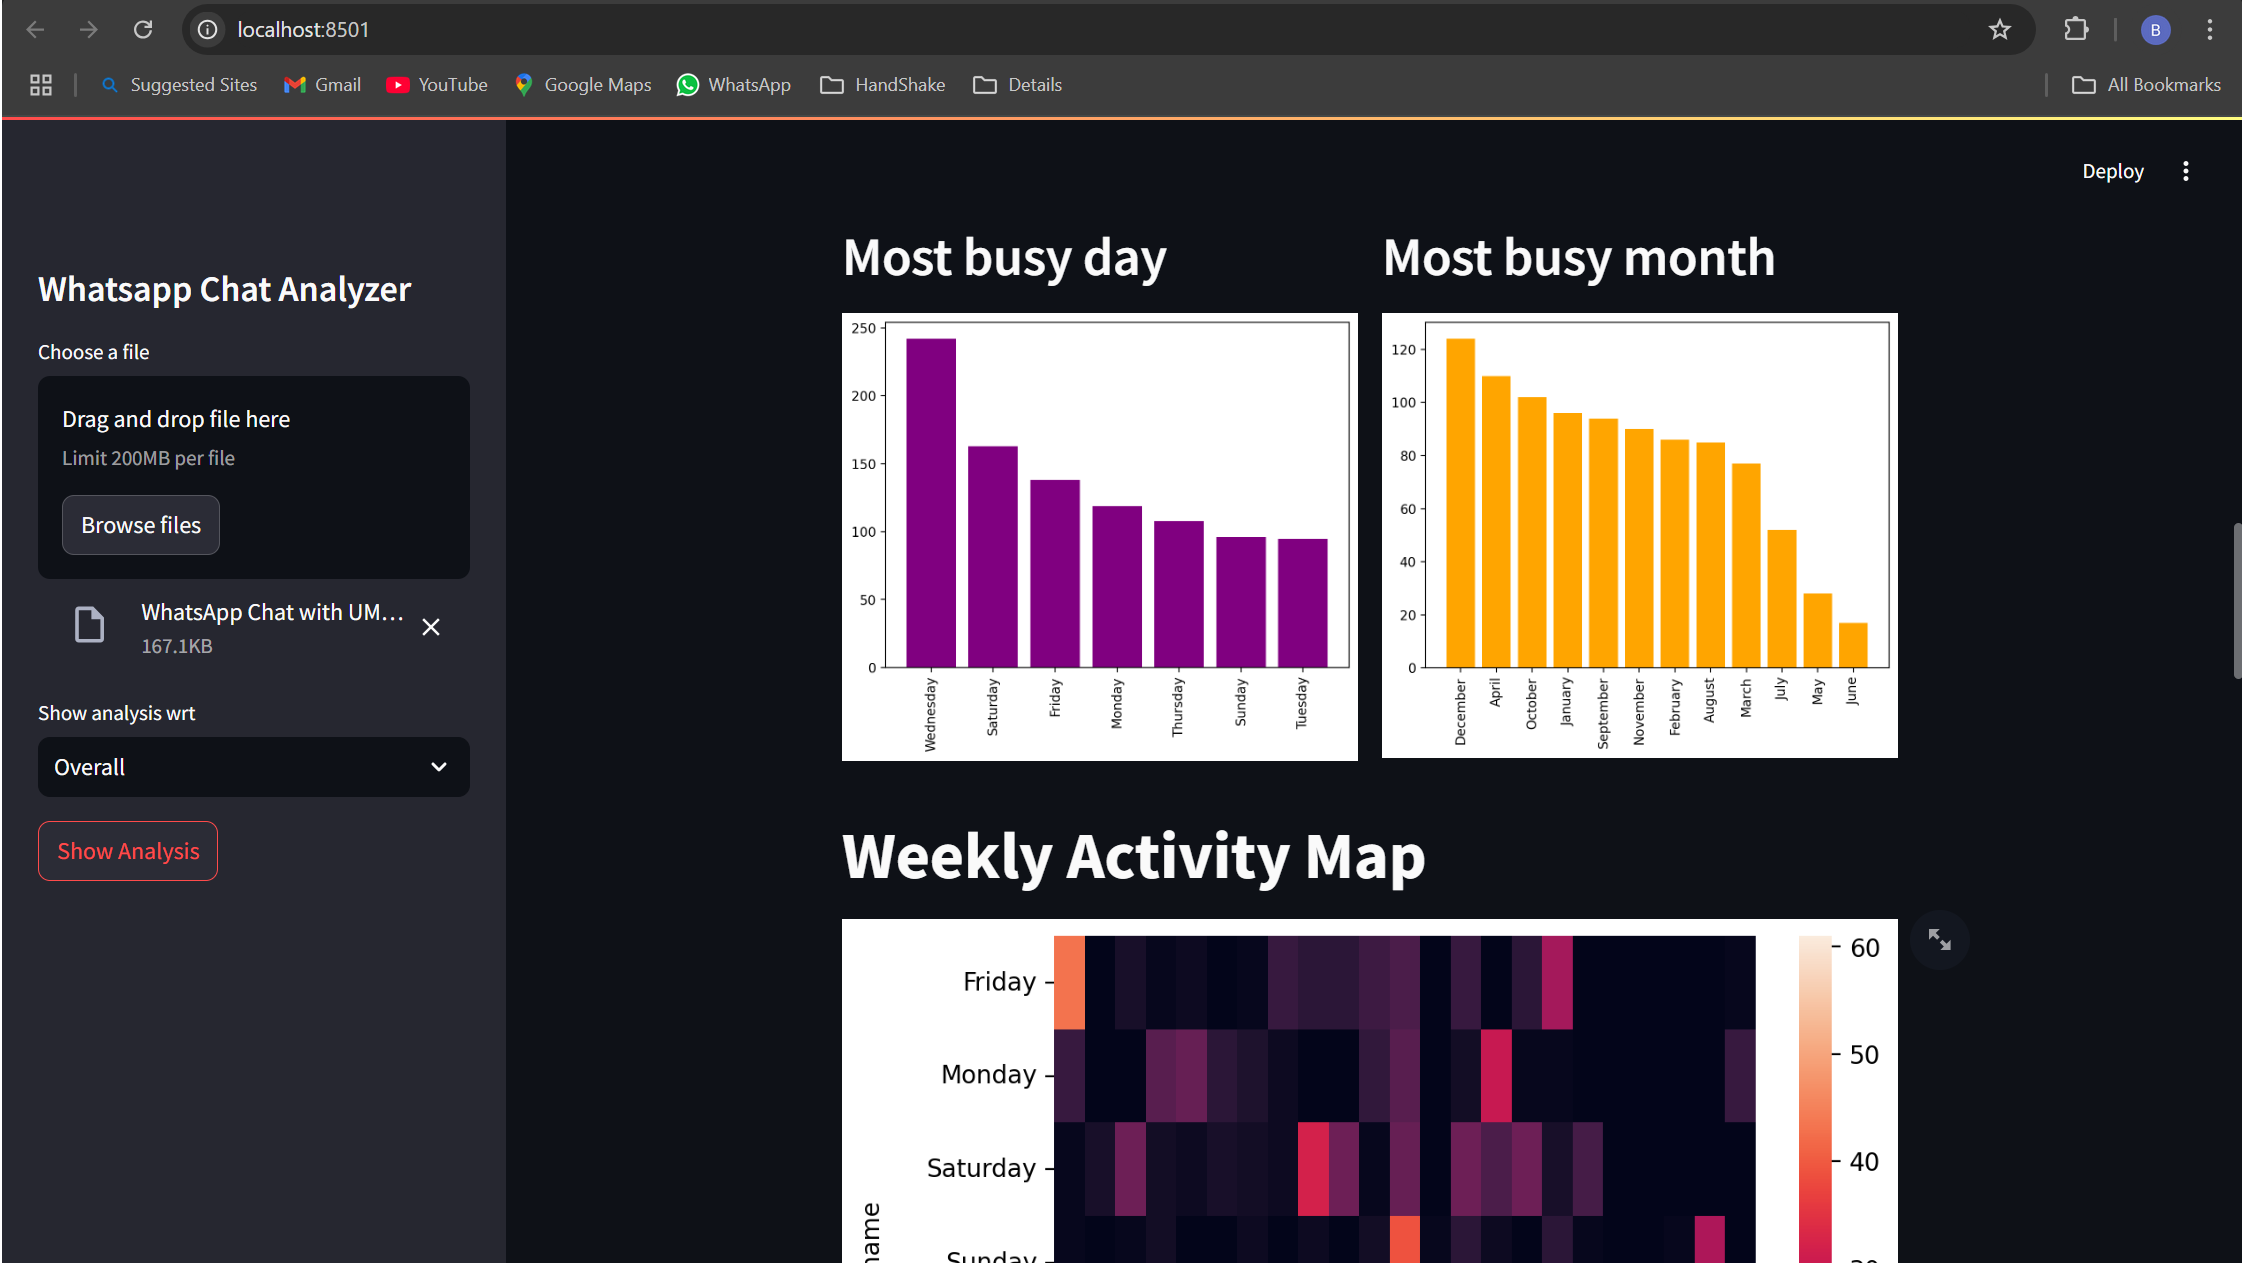 localhost:8501
B
Suggested Sites
Gmail
YouTube
Google Maps
WhatsApp
HandShake
Details
All Bookmarks
Deploy
Whatsapp Chat Analyzer
Choose a file
Drag and drop file here
Limit 200MB per file
Browse files
WhatsApp Chat with UM...
167.1KB
Show analysis wrt
Overall
Show Analysis
Most busy day
250
200
150
100
50
0
Wednesday
Saturday
Friday
Monday
Thursday
Sunday
Tuesday
Most busy month
120
100
80
60
40
20
0
December
April
October
January
September
November
February
August
March
July
May
June
Weekly Activity Map
Friday
Monday
Saturday
Sunday
name
60
50
40